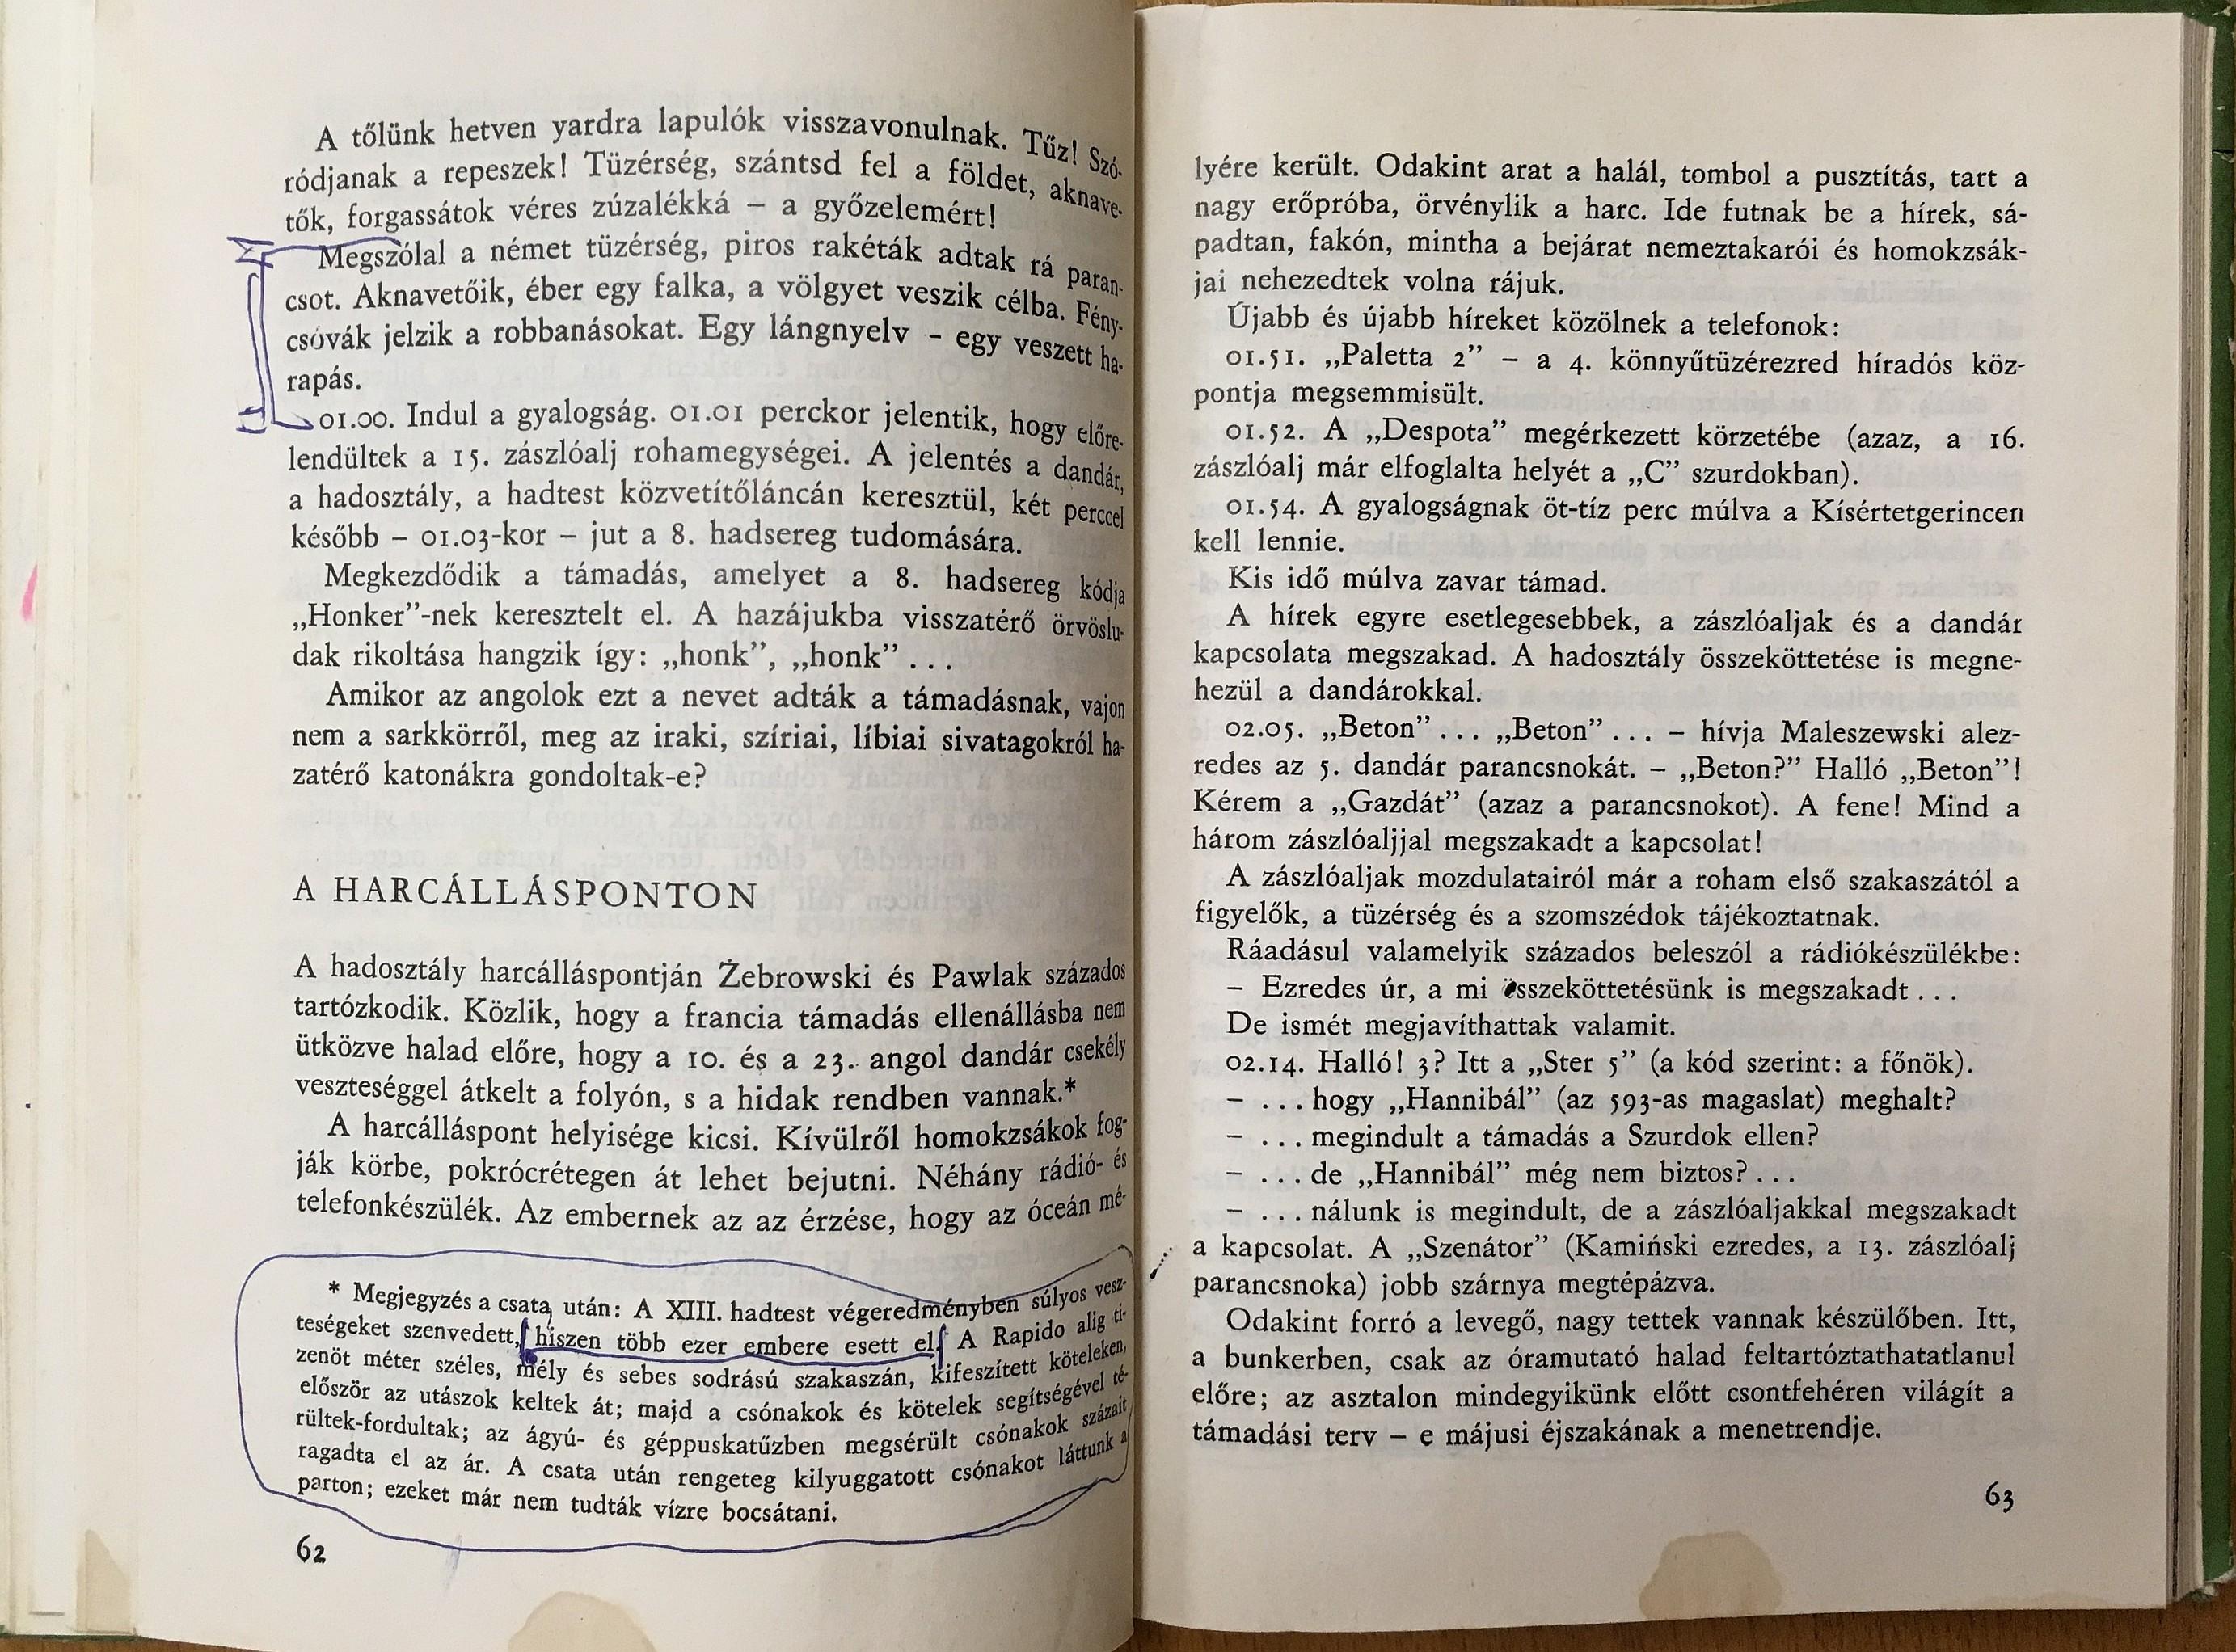 A tőlünk hetven yardra lapulók visszavonulnak. Tűz! Szó-
ródjanak a repeszek! Tüzérség, szántsd fel a földet, aknave-
tők, forgassátok véres zúzalékká – a győzelemért!
Megszólal a német tüzérség, piros rakéták adtak rá paran-
csot. Aknavetőik, éber egy falka, a völgyet veszik célba. Fény-
csóvák jelzik a robbanásokat. Egy lángnyelv – egy veszett ha-
rapás.
01.00. Indul a gyalogság. 01.01 perckor jelentik, hogy előre-
lendültek a 15. zászlóalj rohamegységei. A jelentés a dandár,
a hadosztály, a hadtest közvetítőláncán keresztül, két perccel
később – 01.03-kor – jut a 8. hadsereg tudomására.
Megkezdődik a támadás, amelyet a 8. hadsereg kódja
„Honker”-nek keresztelt el. A hazájukba visszatérő örvöslu-
dak rikoltása hangzik így: „honk”, „honk” . . .
Amikor az angolok ezt a nevet adták a támadásnak, vajon
nem a sarkkörről, meg az iraki, szíriai, líbiai sivatagokról ha-
zatérő katonákra gondoltak-e?
A HARCÁLLÁSPONTON
A hadosztály harcálláspontján Żebrowski és Pawlak százados
tartózkodik. Közlik, hogy a francia támadás ellenállásba nem
ütközve halad előre, hogy a 10. és a 23. angol dandár csekély
veszteséggel átkelt a folyón, s a hidak rendben vannak.*
A harcálláspont helyisége kicsi. Kívülről homokzsákok fog-
ják körbe, pokrócrétegen át lehet bejutni. Néhány rádió- és
telefonkészülék. Az embernek az az érzése, hogy az óceán mé-
* Megjegyzés a csata után: A XIII. hadtest végeredményben súlyos vesz-
teségeket szenvedett, hiszen több ezer embere esett el. A Rapido alig ti-
zenöt méter széles, mély és sebes sodrású szakaszán, kifeszített köteleken,
először az utászok keltek át; majd a csónakok és kötelek segítségével té-
rültek-fordultak; az ágyú- és géppuskatűzben megsérült csónakok százait
ragadta el az ár. A csata után rengeteg kilyuggatott csónakot láttunk a
parton; ezeket már nem tudták vízre bocsátani.
62
lyére került. Odakint arat a halál, tombol a pusztítás, tart a
nagy erőpróba, örvénylik a harc. Ide futnak be a hírek, sá-
padtan, fakón, mintha a bejárat nemeztakarói és homokzsák-
jai nehezedtek volna rájuk.
Újabb és újabb híreket közölnek a telefonok:
01.51. „Paletta 2” – a 4. könnyűtüzérezred híradós köz-
pontja megsemmisült.
01.52. A „Despota” megérkezett körzetébe (azaz, a 16.
zászlóalj már elfoglalta helyét a „C” szurdokban).
01.54. A gyalogságnak öt-tíz perc múlva a Kísértetgerincen
kell lennie.
Kis idő múlva zavar támad.
A hírek egyre esetlegesebbek, a zászlóaljak és a dandár
kapcsolata megszakad. A hadosztály összeköttetése is megne-
hezül a dandárokkal.
02.05. „Beton” . . . „Beton” . . . – hívja Maleszewski alez-
redes az 5. dandár parancsnokát. – „Beton?” Halló „Beton”!
Kérem a „Gazdát” (azaz a parancsnokot). A fene! Mind a
három zászlóaljjal megszakadt a kapcsolat!
A zászlóaljak mozdulatairól már a roham első szakaszától a
figyelők, a tüzérség és a szomszédok tájékoztatnak.
Ráadásul valamelyik százados beleszól a rádiókészülékbe:
– Ezredes úr, a mi összeköttetésünk is megszakadt . . .
De ismét megjavíthattak valamit.
02.14. Halló! 3? Itt a „Ster 5” (a kód szerint: a főnök).
– . . . hogy „Hannibál” (az 593-as magaslat) meghalt?
– . . . megindult a támadás a Szurdok ellen?
– . . . de „Hannibál” még nem biztos? . . .
– . . . nálunk is megindult, de a zászlóaljakkal megszakadt
a kapcsolat. A „Szenátor” (Kamiński ezredes, a 13. zászlóalj
parancsnoka) jobb szárnya megtépázva.
Odakint forró a levegő, nagy tettek vannak készülőben. Itt,
a bunkerben, csak az óramutató halad feltartóztathatatlanul
előre; az asztalon mindegyikünk előtt csontfehéren világít a
támadási terv – e májusi éjszakának a menetrendje.
63